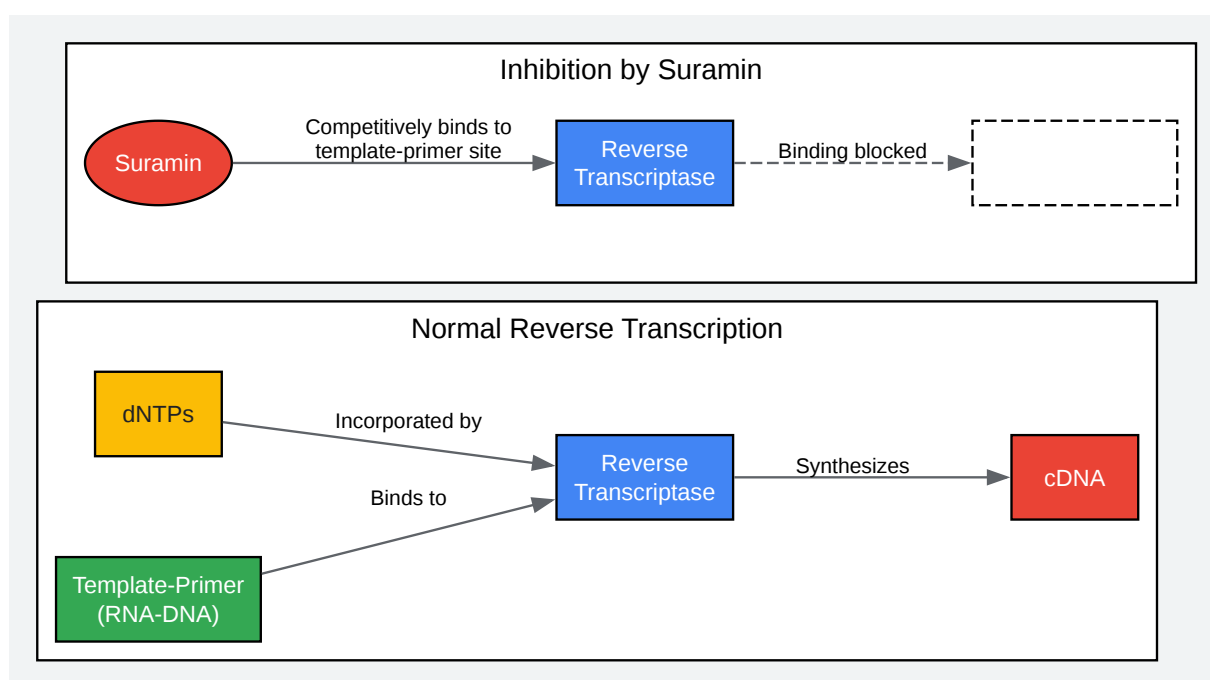 Inhibition by Suramin
Suramin
Competitively binds to
template-primer site
Reverse
Transcriptase
Binding blocked
Normal Reverse Transcription
dNTPs
Incorporated by
Binds to
Template-Primer
(RNA-DNA)
Reverse
Transcriptase
Synthesizes
cDNA